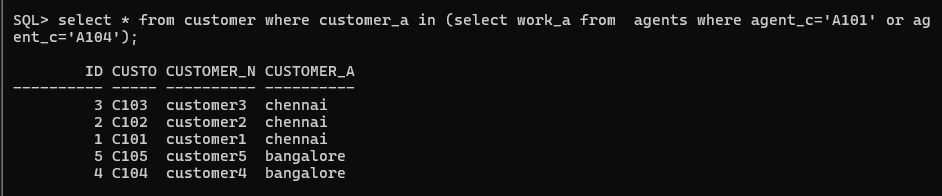 SQL> select * from customer where customer_a in (select work_a from  agents where agent_c='A101' or ag
ent_c='A104');
        ID CUSTO CUSTOMER_N CUSTOMER_A
---------- ----- ---------- ----------
         3 C103  customer3  chennai
         2 C102  customer2  chennai
         1 C101  customer1  chennai
         5 C105  customer5  bangalore
         4 C104  customer4  bangalore